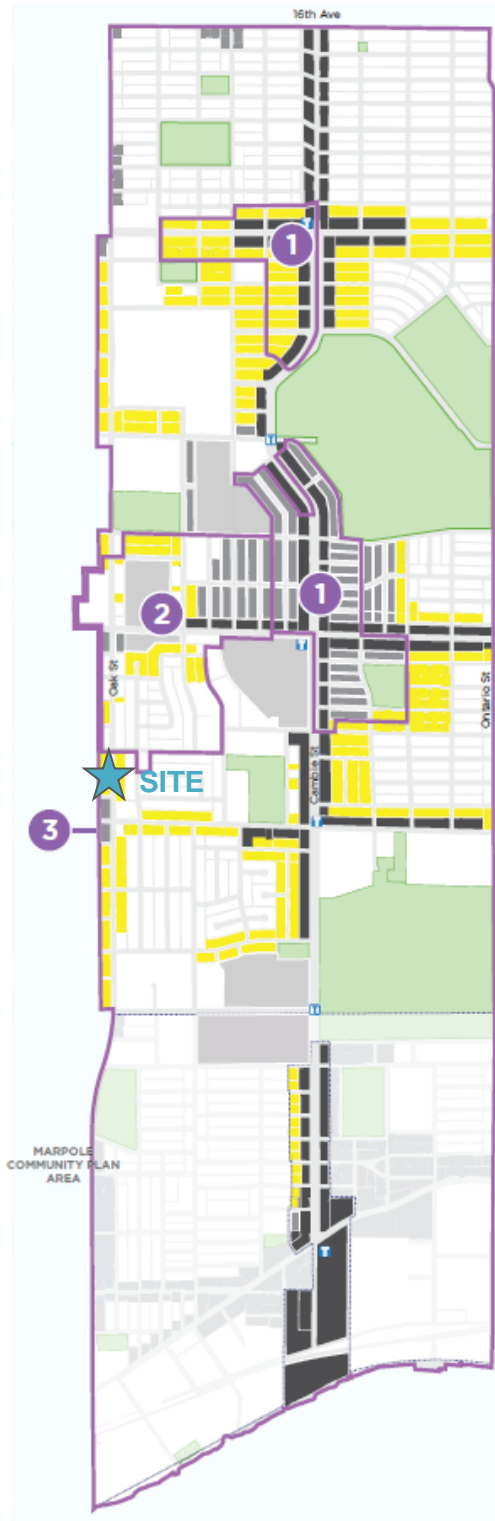 16th Ave
T
1
T
1
2
T
Oak St
Ontario St
Cambie St
SITE
T
3
T
MARPOLE
COMMUNITY PLAN
AREA
T